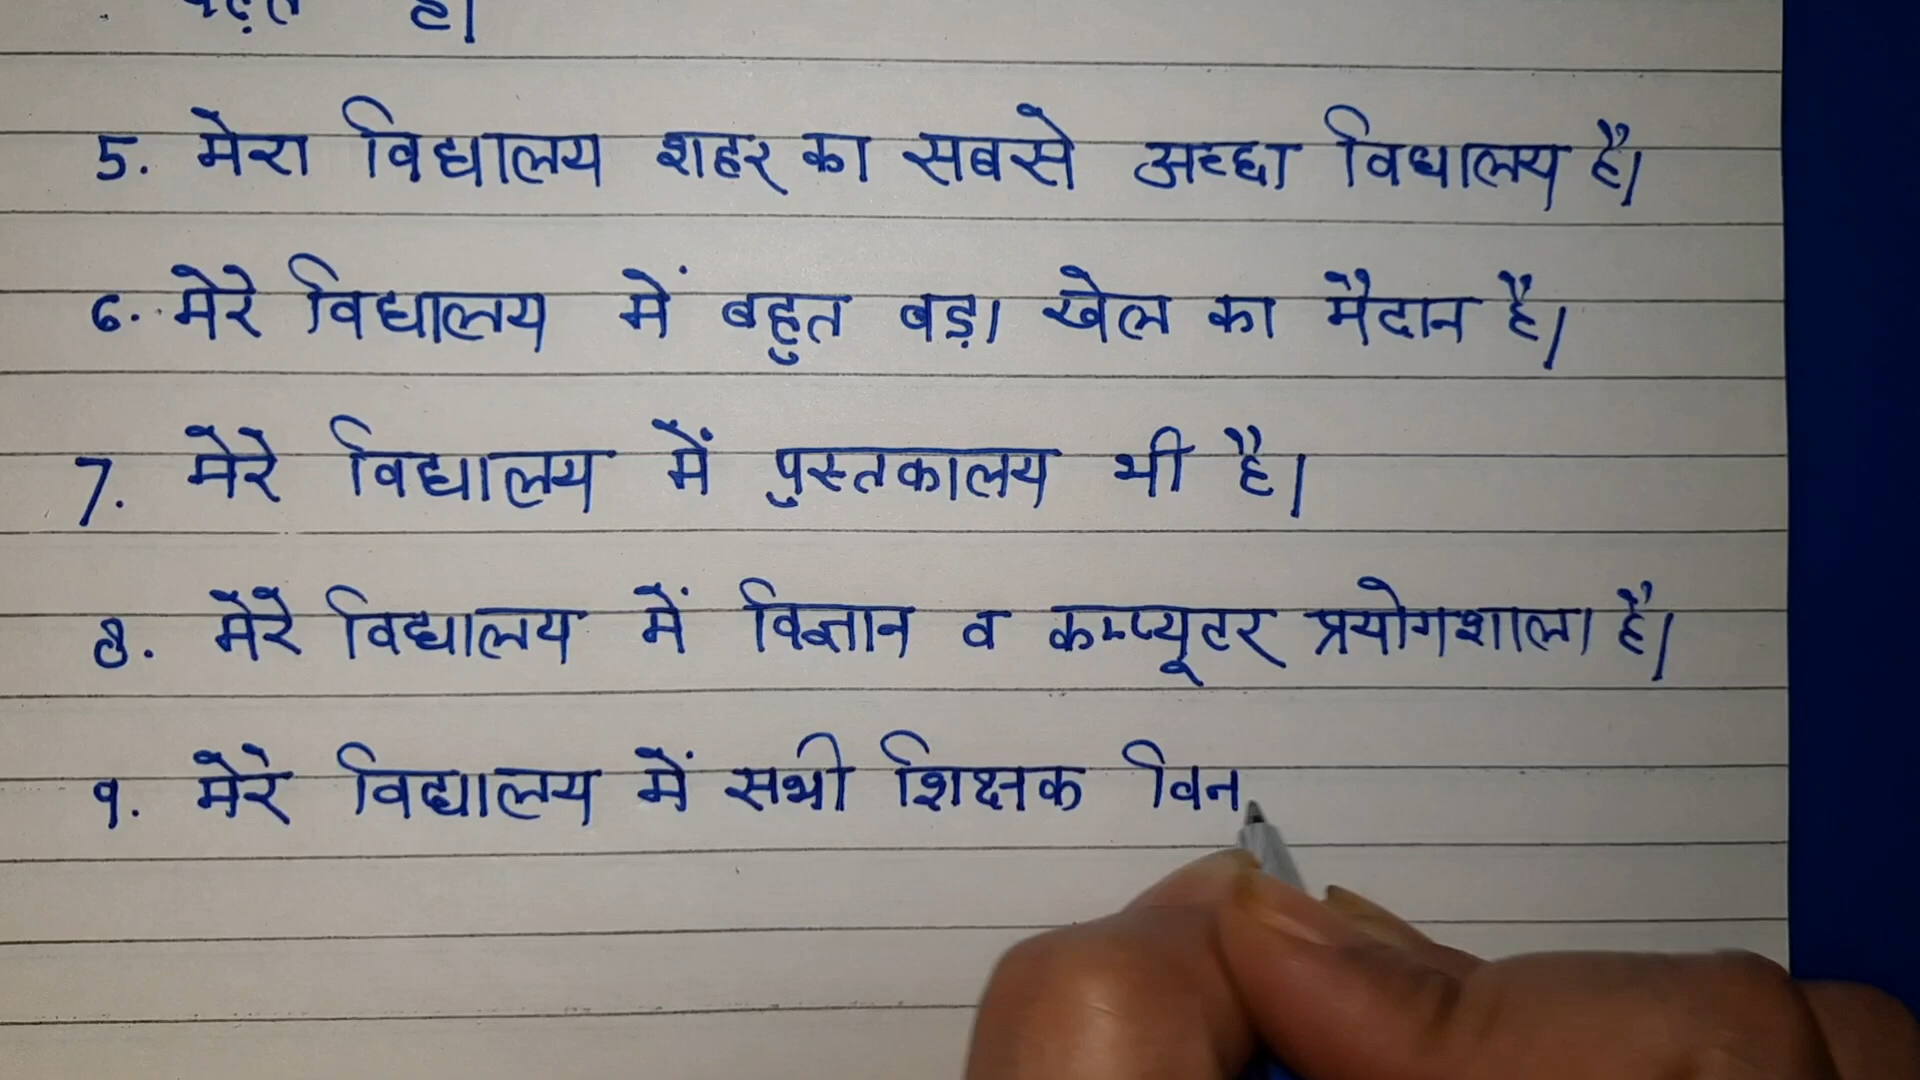 है।
5. मेरा विद्यालय शहर का सबसे अच्छा विद्यालय है।
6. मेरे विद्यालय में बहुत बड़ा खेल का मैदान है।
7. मेरे विद्यालय में पुस्तकालय भी है।
8. मेरे विद्यालय में विज्ञान व कम्प्यूटर प्रयोगशाला है।
9. मेरे विद्यालय में सभी शिक्षक विन